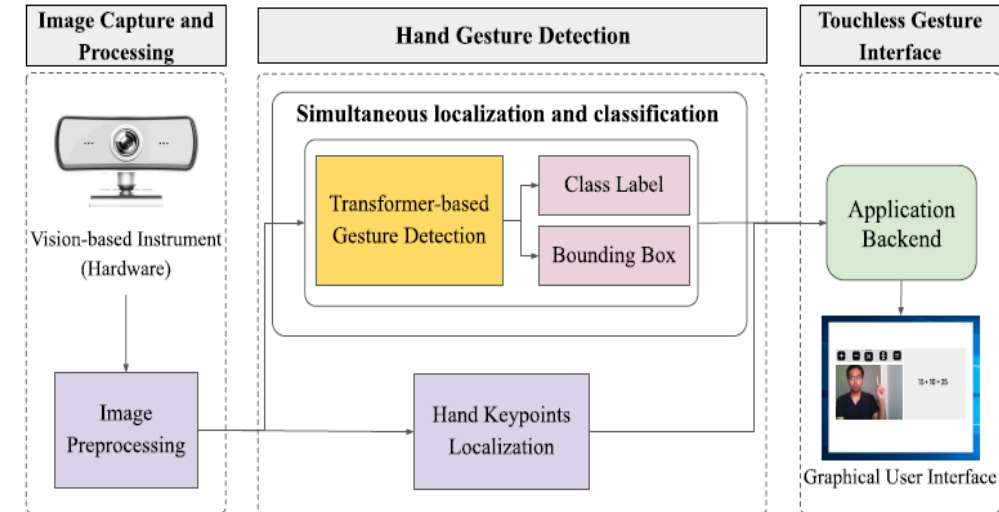 Image Capture and
Processing
Hand Gesture Detection
Touchless Gesture
Interface
Simultaneous localization and classification
Transformer-based
Gesture Detection
Class Label
Bounding Box
Vision-based Instrument
(Hardware)
Image
Preprocessing
Hand Keypoints
Localization
Application
Backend
Graphical User Interface